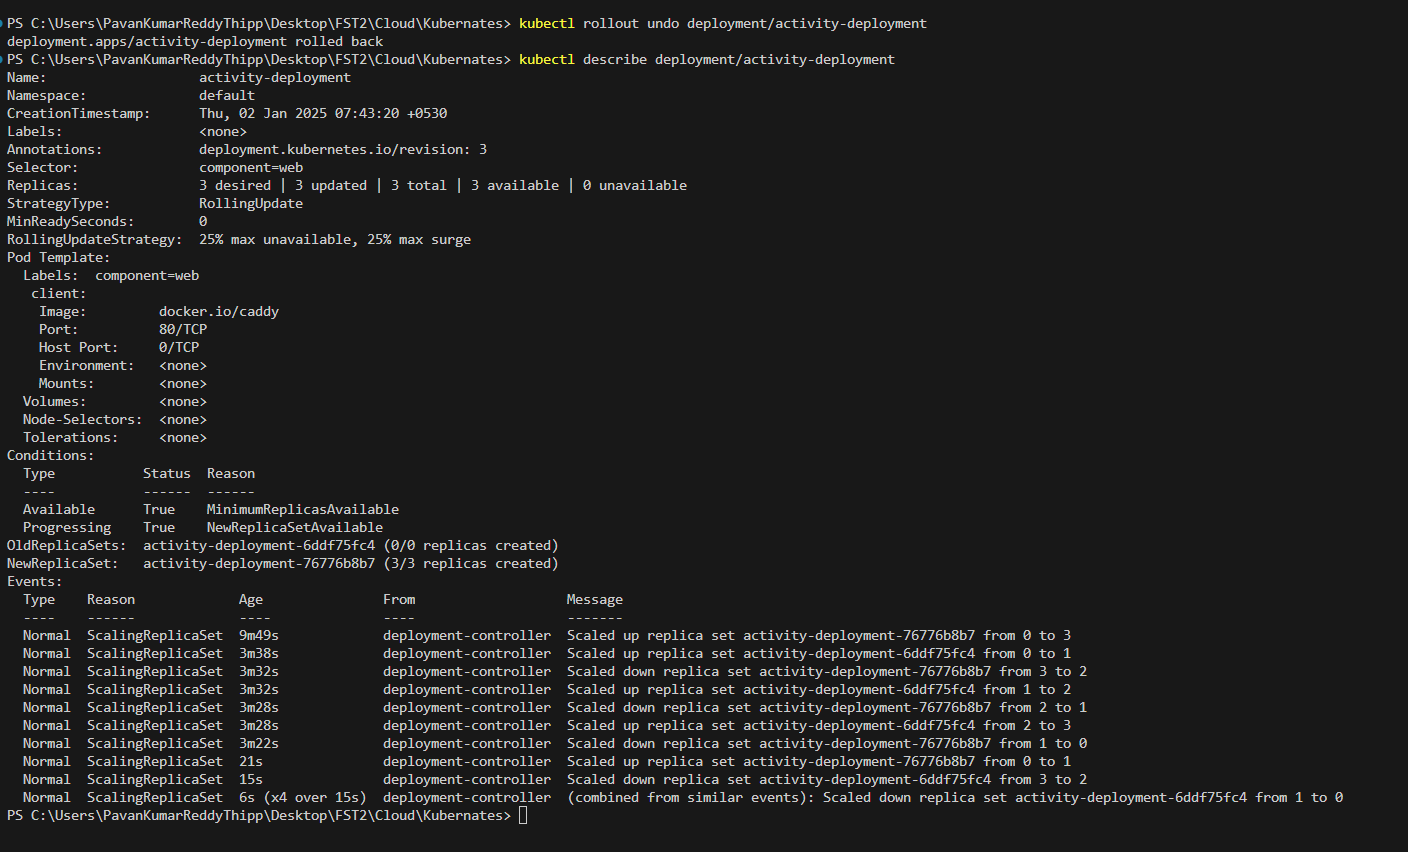 PS C:\Users\PavanKumarReddyThipp\Desktop\FST2\Cloud\Kubernates> kubectl rollout undo deployment/activity-deployment
deployment.apps/activity-deployment rolled back
PS C:\Users\PavanKumarReddyThipp\Desktop\FST2\Cloud\Kubernates> kubectl describe deployment/activity-deployment
Name:                   activity-deployment
Namespace:              default
CreationTimestamp:      Thu, 02 Jan 2025 07:43:20 +0530
Labels:                 <none>
Annotations:            deployment.kubernetes.io/revision: 3
Selector:               component=web
Replicas:               3 desired | 3 updated | 3 total | 3 available | 0 unavailable
StrategyType:           RollingUpdate
MinReadySeconds:        0
RollingUpdateStrategy:  25% max unavailable, 25% max surge
Pod Template:
  Labels:  component=web
   client:
    Image:         docker.io/caddy
    Port:          80/TCP
    Host Port:     0/TCP
    Environment:   <none>
    Mounts:        <none>
  Volumes:         <none>
  Node-Selectors:  <none>
  Tolerations:     <none>
Conditions:
  Type           Status  Reason
  ----           ------  ------
  Available      True    MinimumReplicasAvailable
  Progressing    True    NewReplicaSetAvailable
OldReplicaSets:  activity-deployment-6ddf75fc4 (0/0 replicas created)
NewReplicaSet:   activity-deployment-76776b8b7 (3/3 replicas created)
Events:
  Type    Reason             Age                From                   Message
  ----    ------             ----               ----                   -------
  Normal  ScalingReplicaSet  9m49s              deployment-controller  Scaled up replica set activity-deployment-76776b8b7 from 0 to 3
  Normal  ScalingReplicaSet  3m38s              deployment-controller  Scaled up replica set activity-deployment-6ddf75fc4 from 0 to 1
  Normal  ScalingReplicaSet  3m32s              deployment-controller  Scaled down replica set activity-deployment-76776b8b7 from 3 to 2
  Normal  ScalingReplicaSet  3m32s              deployment-controller  Scaled up replica set activity-deployment-6ddf75fc4 from 1 to 2
  Normal  ScalingReplicaSet  3m28s              deployment-controller  Scaled down replica set activity-deployment-76776b8b7 from 2 to 1
  Normal  ScalingReplicaSet  3m28s              deployment-controller  Scaled up replica set activity-deployment-6ddf75fc4 from 2 to 3
  Normal  ScalingReplicaSet  3m22s              deployment-controller  Scaled down replica set activity-deployment-76776b8b7 from 1 to 0
  Normal  ScalingReplicaSet  21s                deployment-controller  Scaled up replica set activity-deployment-76776b8b7 from 0 to 1
  Normal  ScalingReplicaSet  15s                deployment-controller  Scaled down replica set activity-deployment-6ddf75fc4 from 3 to 2
  Normal  ScalingReplicaSet  6s (x4 over 15s)  deployment-controller  (combined from similar events): Scaled down replica set activity-deployment-6ddf75fc4 from 1 to 0
PS C:\Users\PavanKumarReddyThipp\Desktop\FST2\Cloud\Kubernates>